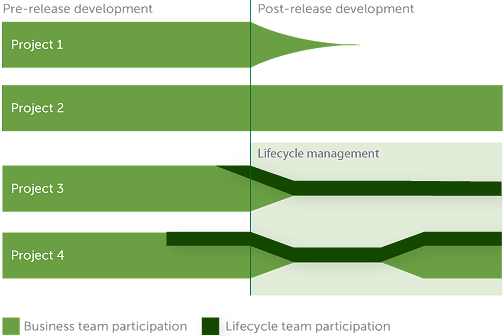 Pre-release development
Post-release development
Project 1
Project 2
Lifecycle management
Project 3
Project 4
Business team participation
Lifecycle team participation